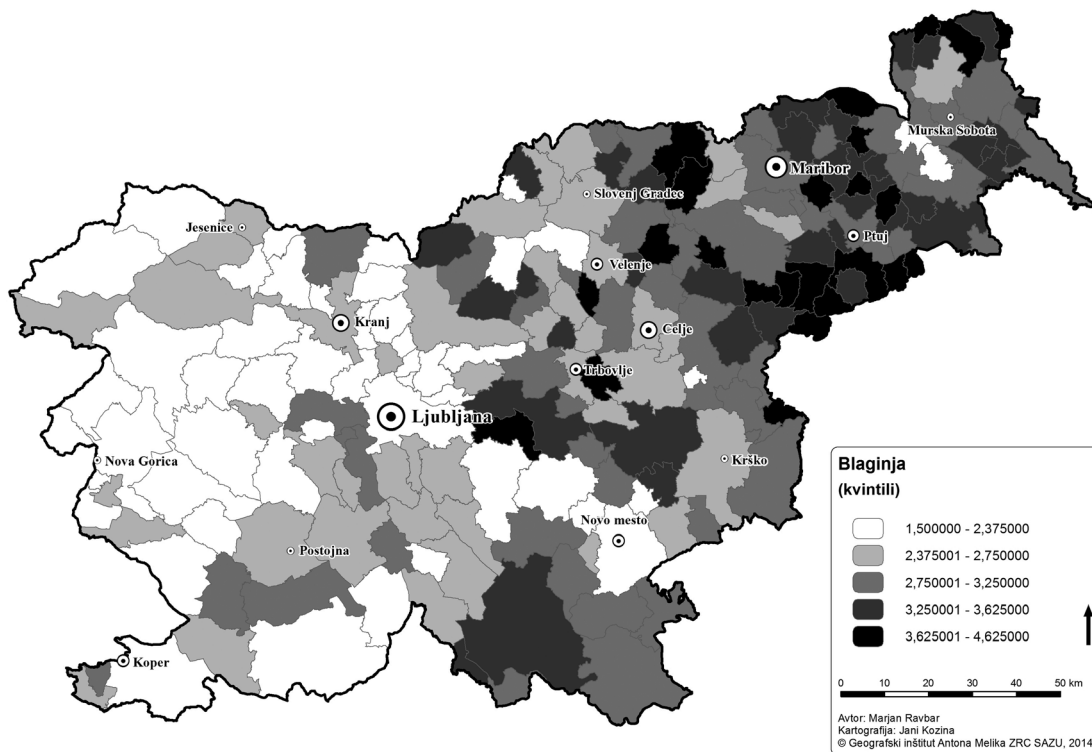 Murska Sobota
Maribor
Slovenj Gradec
Jesenice
Ptuj
Velenje
Kranj
Celje
Trbovlje
Ljubljana
Nova Gorica
Krško
Novo mesto
Postojna
Koper
Blaginja
(kvintili)
1,500000 - 2,375000
2,375001 - 2,750000
2,750001 - 3,250000
3,250001 - 3,625000
3,625001 - 4,625000
0 10 20 30 40 50 km
Avtor: Marjan Ravbar
Kartografija: Jani Kozina
© Geografski inštitut Antona Melika ZRC SAZU, 2014